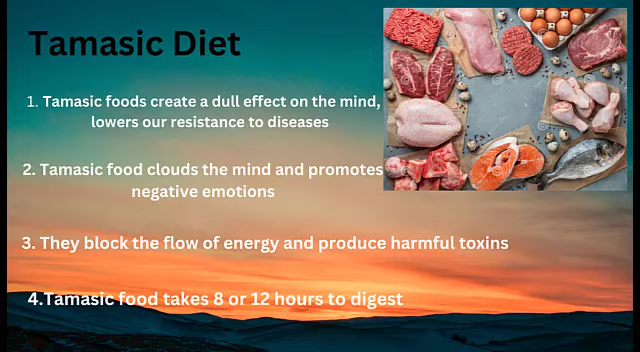 Tamasic Diet
1. Tamasic foods create a dull effect on the mind,
lowers our resistance to diseases
2. Tamasic food clouds the mind and promotes
negative emotions
3. They block the flow of energy and produce harmful toxins
4.Tamasic food takes 8 or 12 hours to digest